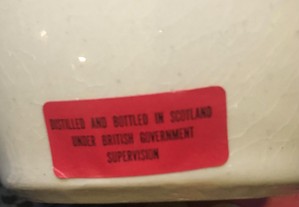 DISTILLED AND BOTTLED IN SCOTLAND
UNDER BRITISH GOVERNMENT
SUPERVISION